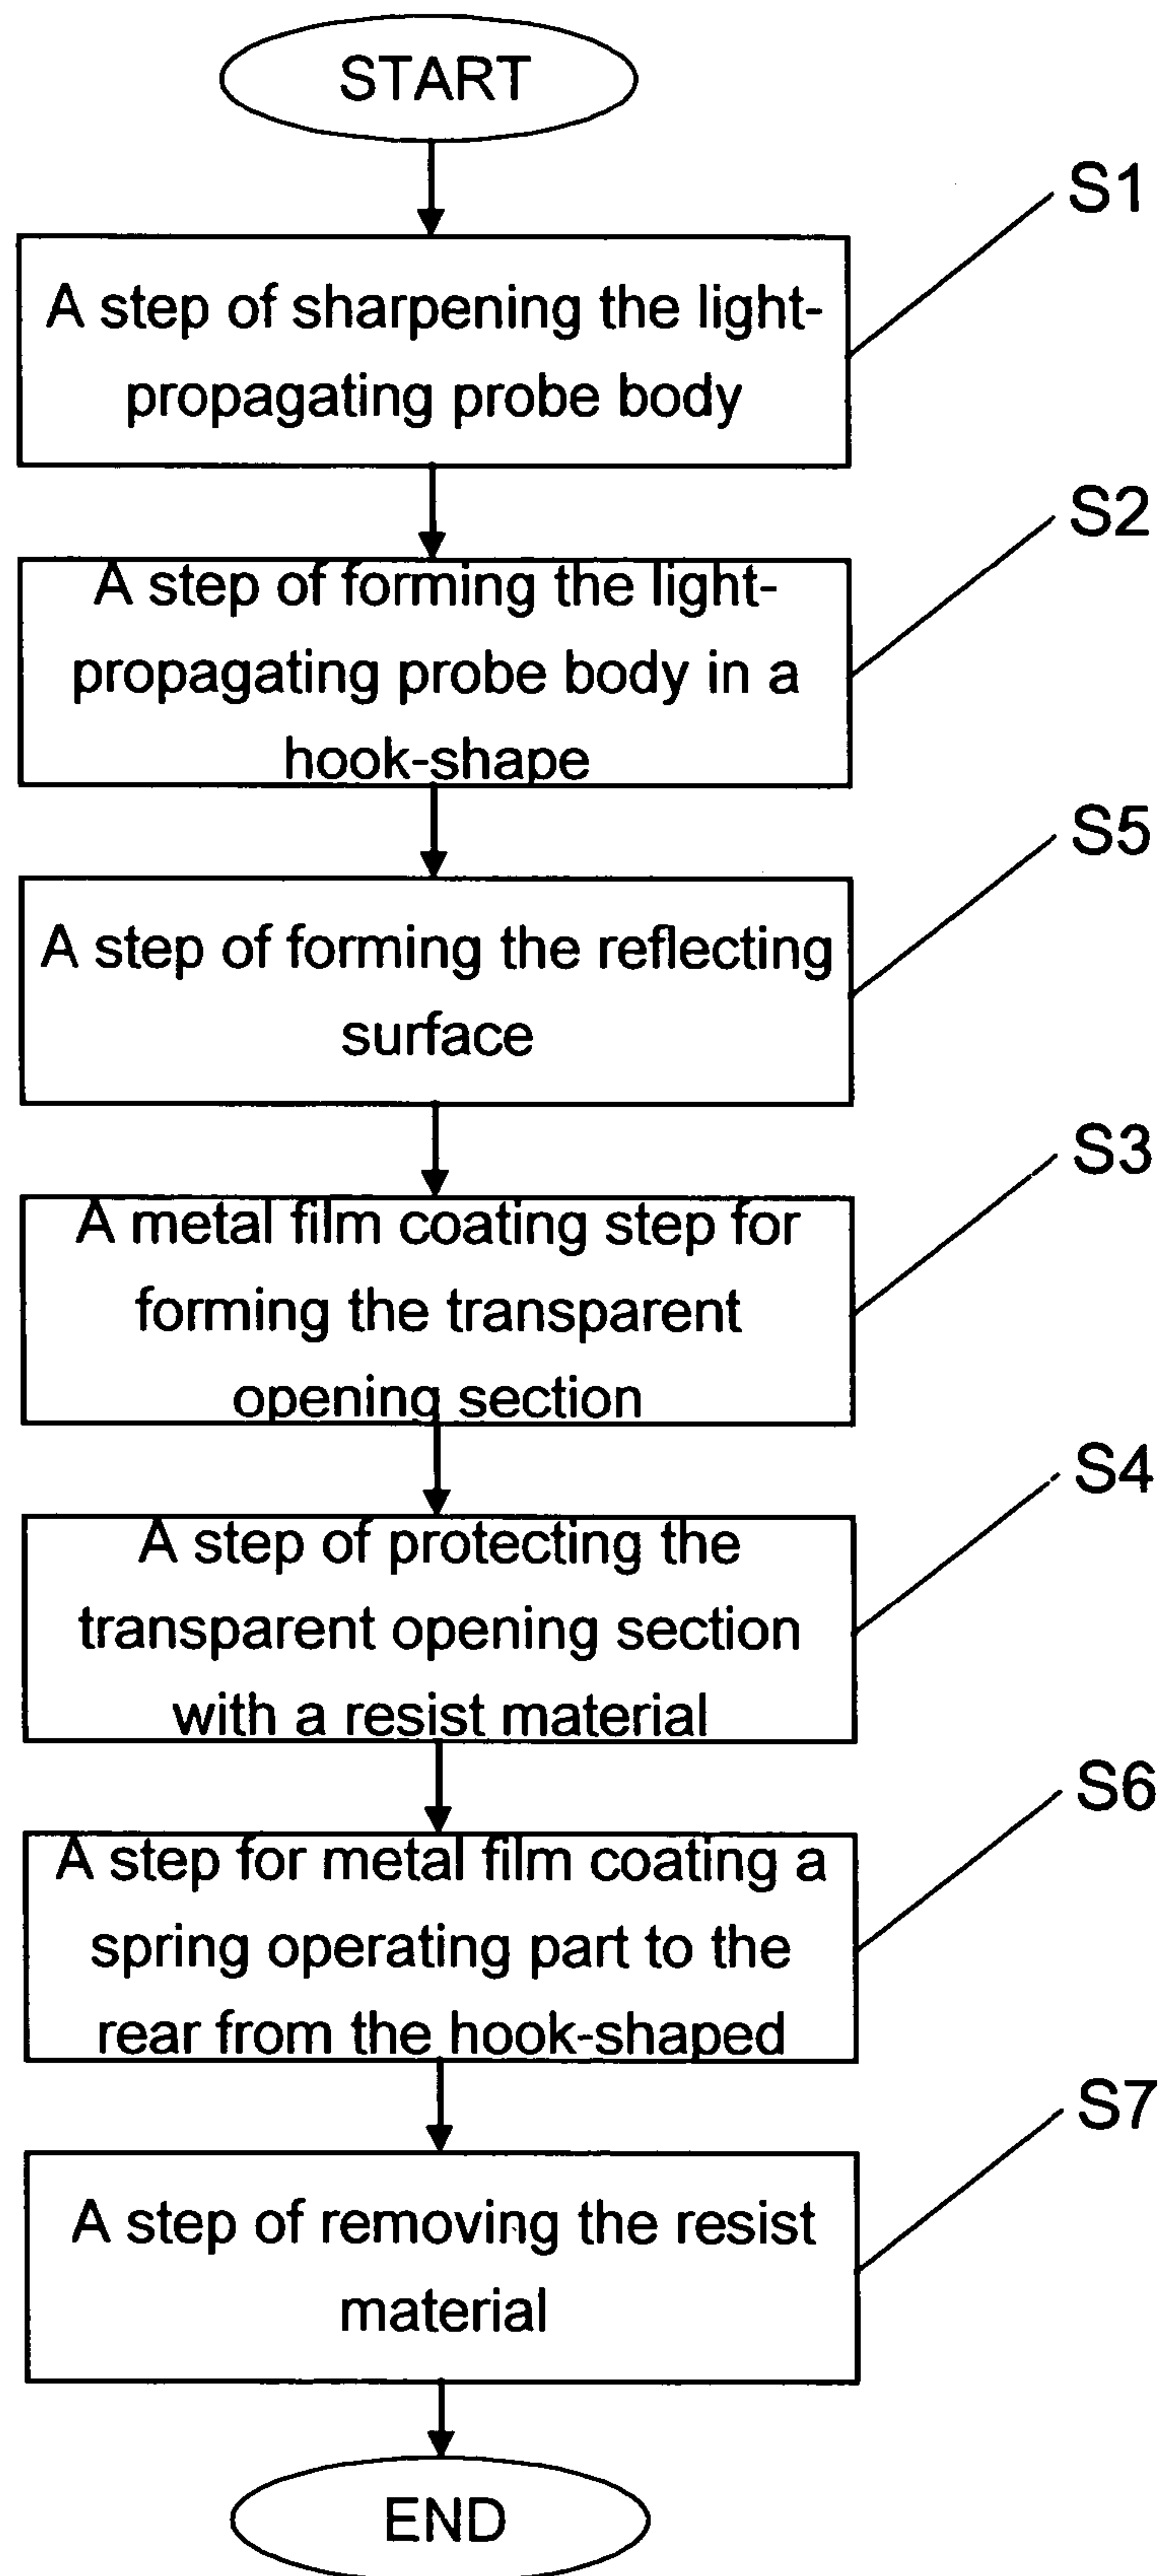 START
S1
A step of sharpening the light-
propagating probe body
S2
A step of forming the light-
propagating probe body in a
hook-shape
S5
A step of forming the reflecting
surface
S3
A metal film coating step for
forming the transparent
opening section
S4
A step of protecting the
transparent opening section
with a resist material
S6
A step for metal film coating a
spring operating part to the
rear from the hook-shaped
S7
A step of removing the resist
material
END